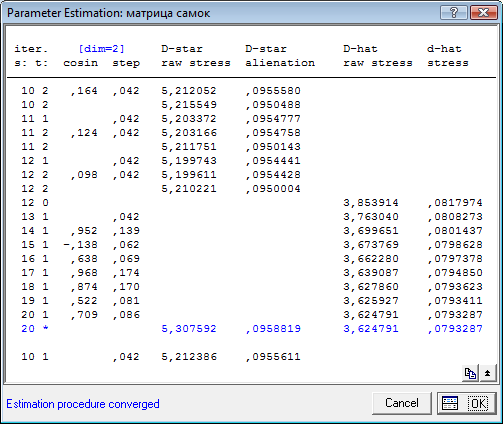 Parameter Estimation: матрица самок
iter. [dim=2] D-star D-star D-hat d-hat
s: t: cosin step raw stress alienation raw stress stress
10 2 ,164 ,042 5,212052 ,0955580
10 2 5,215549 ,0950488
11 1 ,042 5,203372 ,0954777
11 2 ,124 ,042 5,203166 ,0954758
11 2 5,211751 ,0950143
12 1 ,042 5,199743 ,0954441
12 2 ,098 ,042 5,199611 ,0954428
12 2 5,210221 ,0950004
12 0 3,853914 ,0817974
13 1 ,042 3,763040 ,0808273
14 1 ,952 ,139 3,699651 ,0801437
15 1 -,138 ,062 3,673769 ,0798628
16 1 ,638 ,069 3,662280 ,0797378
17 1 ,968 ,174 3,639087 ,0794850
18 1 ,874 ,170 3,627860 ,0793623
19 1 ,522 ,081 3,625927 ,0793411
20 1 ,709 ,086 3,624791 ,0793287
20 * 5,307592 ,0958819 3,624791 ,0793287
10 1 ,042 5,212386 ,0955611
Estimation procedure converged
Cancel
OK